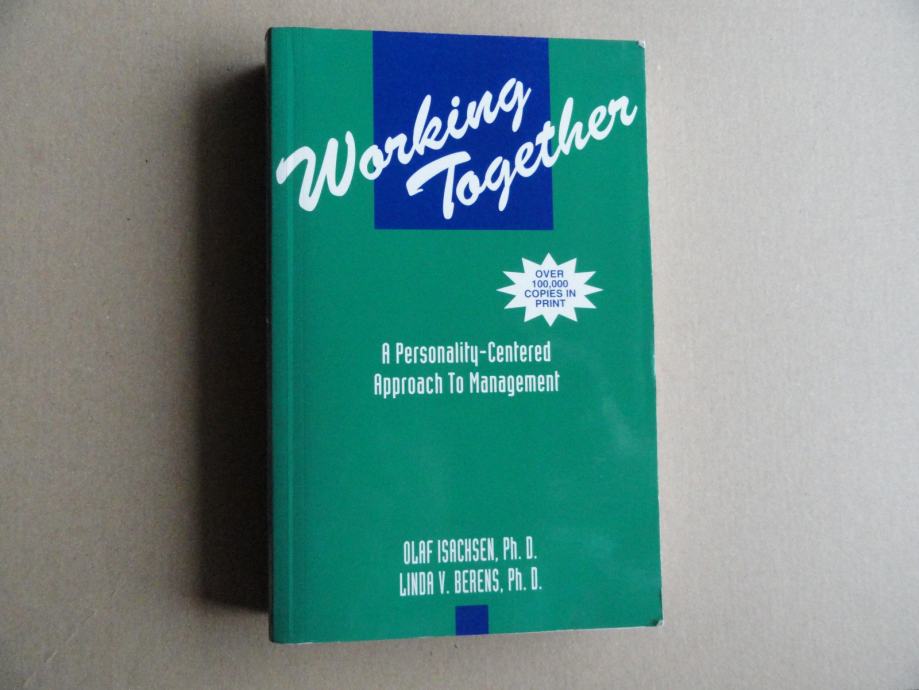 Working
Together
OVER
100,000
COPIES IN
PRINT
A Personality-Centered
Approach To Management
OLAF ISACHSEN, Ph. D.
LINDA V. BERENS, Ph. D.